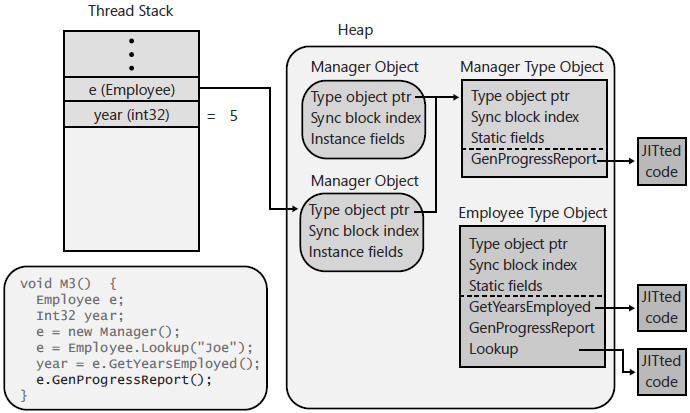 Thread Stack
e (Employee)
year (int32)
= 5
void M3() {
Employee e;
Int32 year;
e = new Manager();
e = Employee.Lookup("Joe");
year = e.GetYearsEmployed();
e.GenProgressReport();
}
Heap
Manager Object
Type object ptr
Sync block index
Instance fields
Manager Object
Type object ptr
Sync block index
Instance fields
Manager Type Object
Type object ptr
Sync block index
Static fields
GenProgressReport
JITted
code
Employee Type Object
Type object ptr
Sync block index
Static fields
GetYearsEmployed
GenProgressReport
Lookup
JITted
code
JITted
code